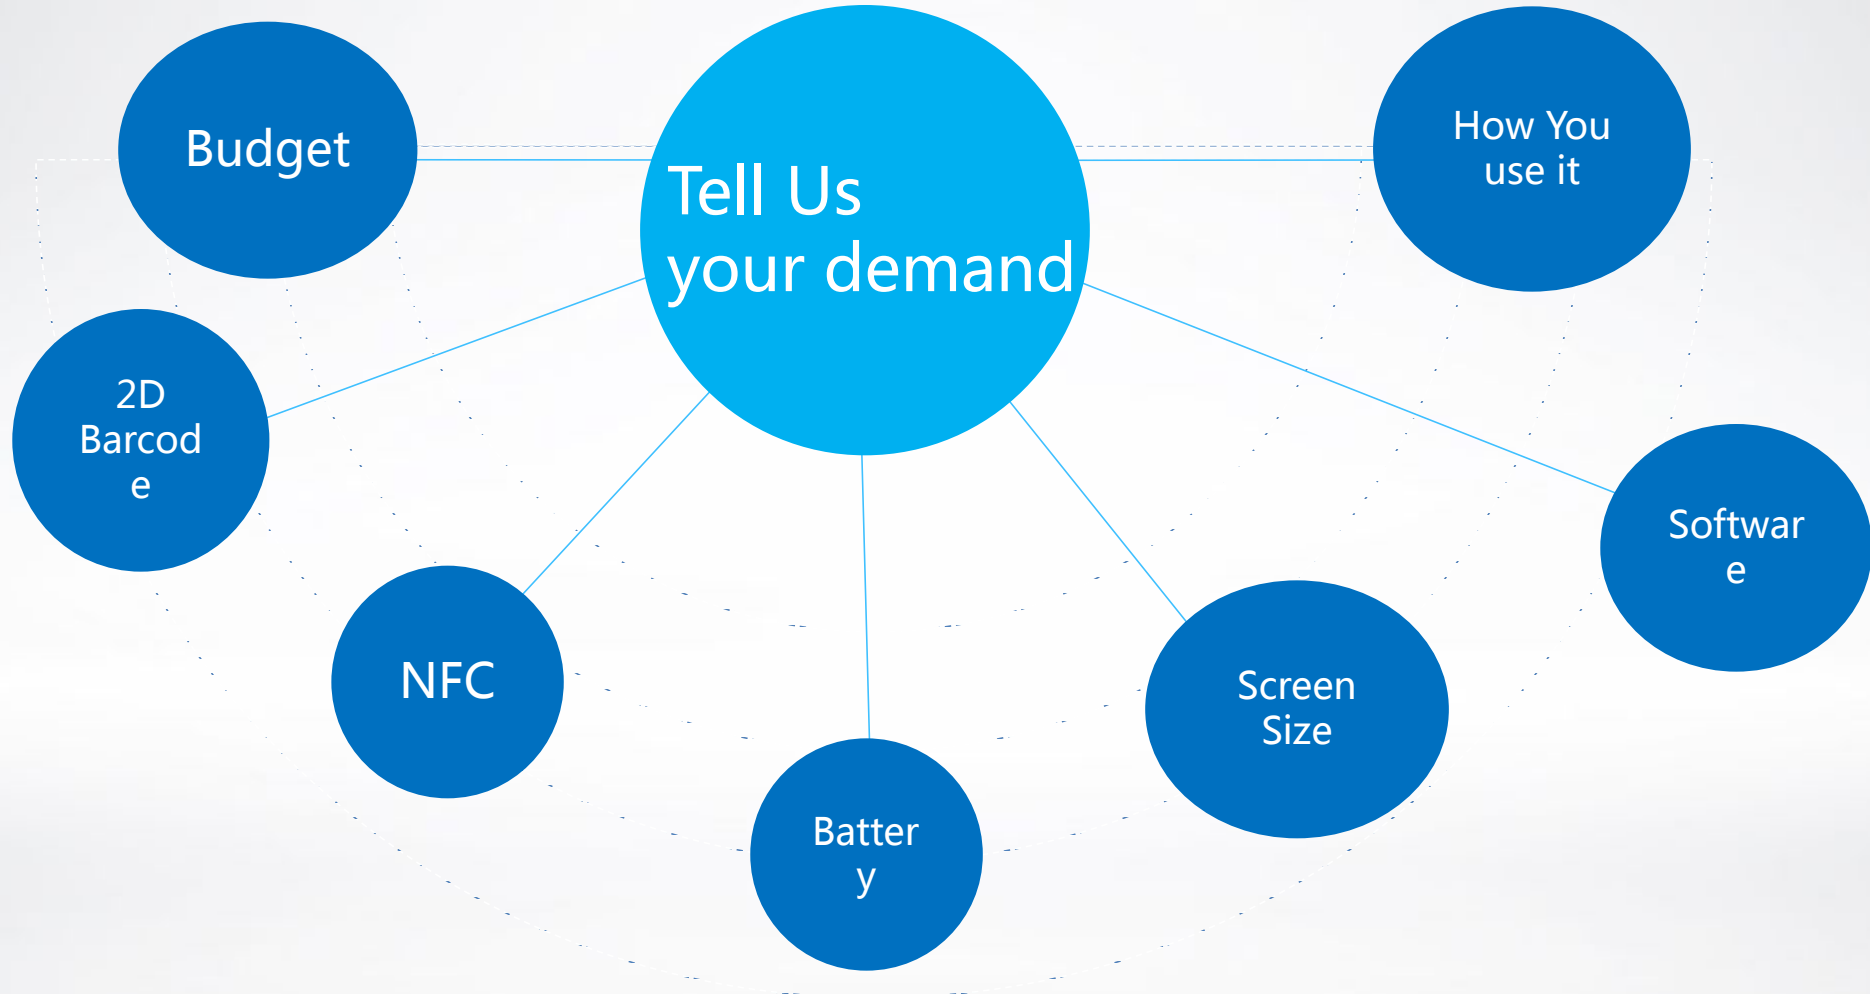 Budget
Tell Us
your demand
How You
use it
2D
Barcod
e
Softwar
e
NFC
Screen
Size
Batter
y